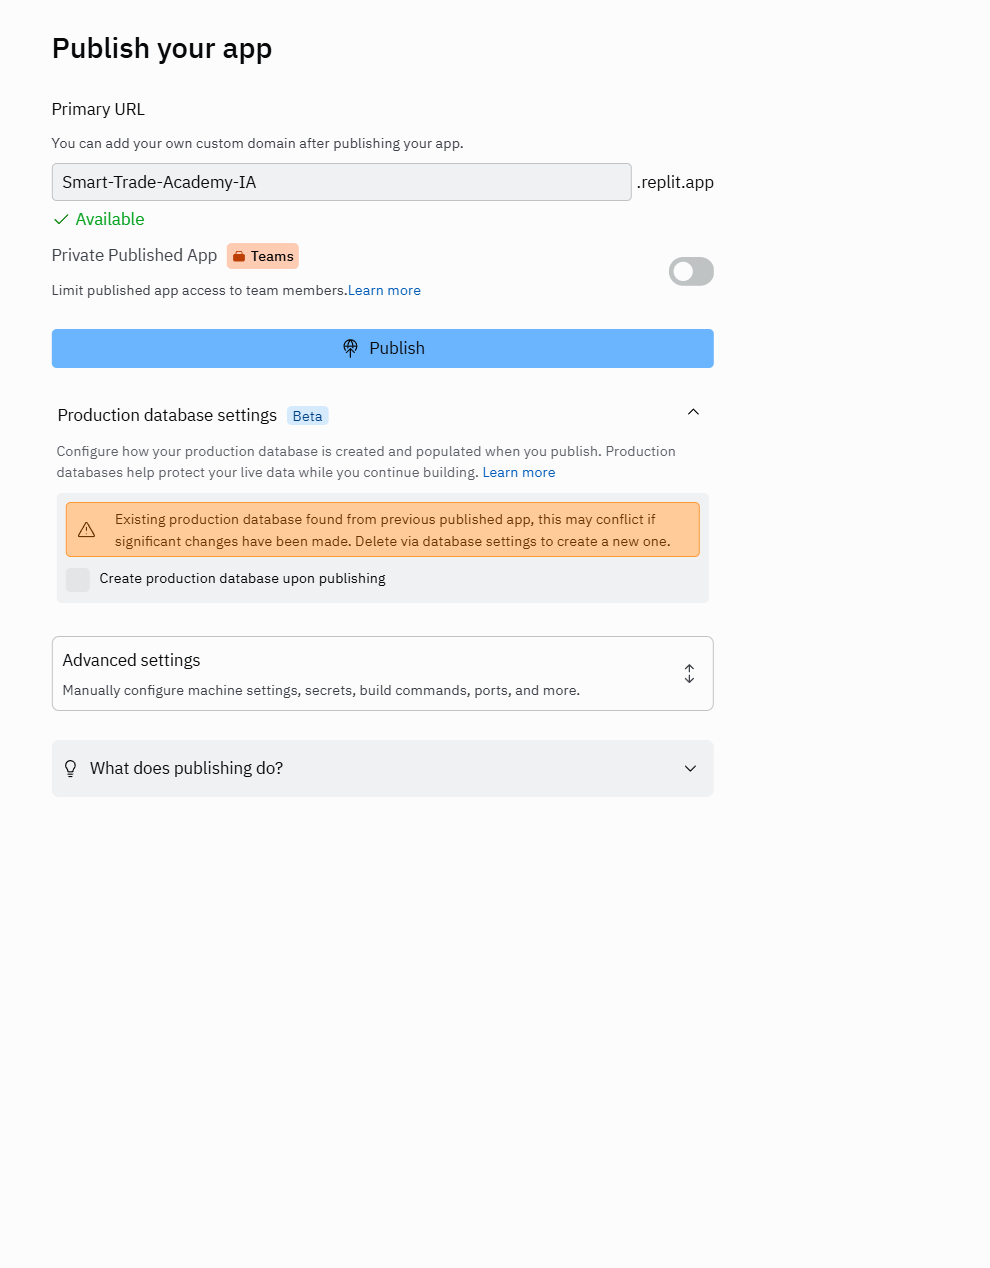 Publish your app
Primary URL
You can add your own custom domain after publishing your app.
Smart-Trade-Academy-IA
.replit.app
Available
Private Published App
Teams
Limit published app access to team members.Learn more
Publish
Production database settings
Beta
Configure how your production database is created and populated when you publish. Production
databases help protect your live data while you continue building. Learn more
Existing production database found from previous published app, this may conflict if
significant changes have been made. Delete via database settings to create a new one.
Create production database upon publishing
Advanced settings
Manually configure machine settings, secrets, build commands, ports, and more.
What does publishing do?